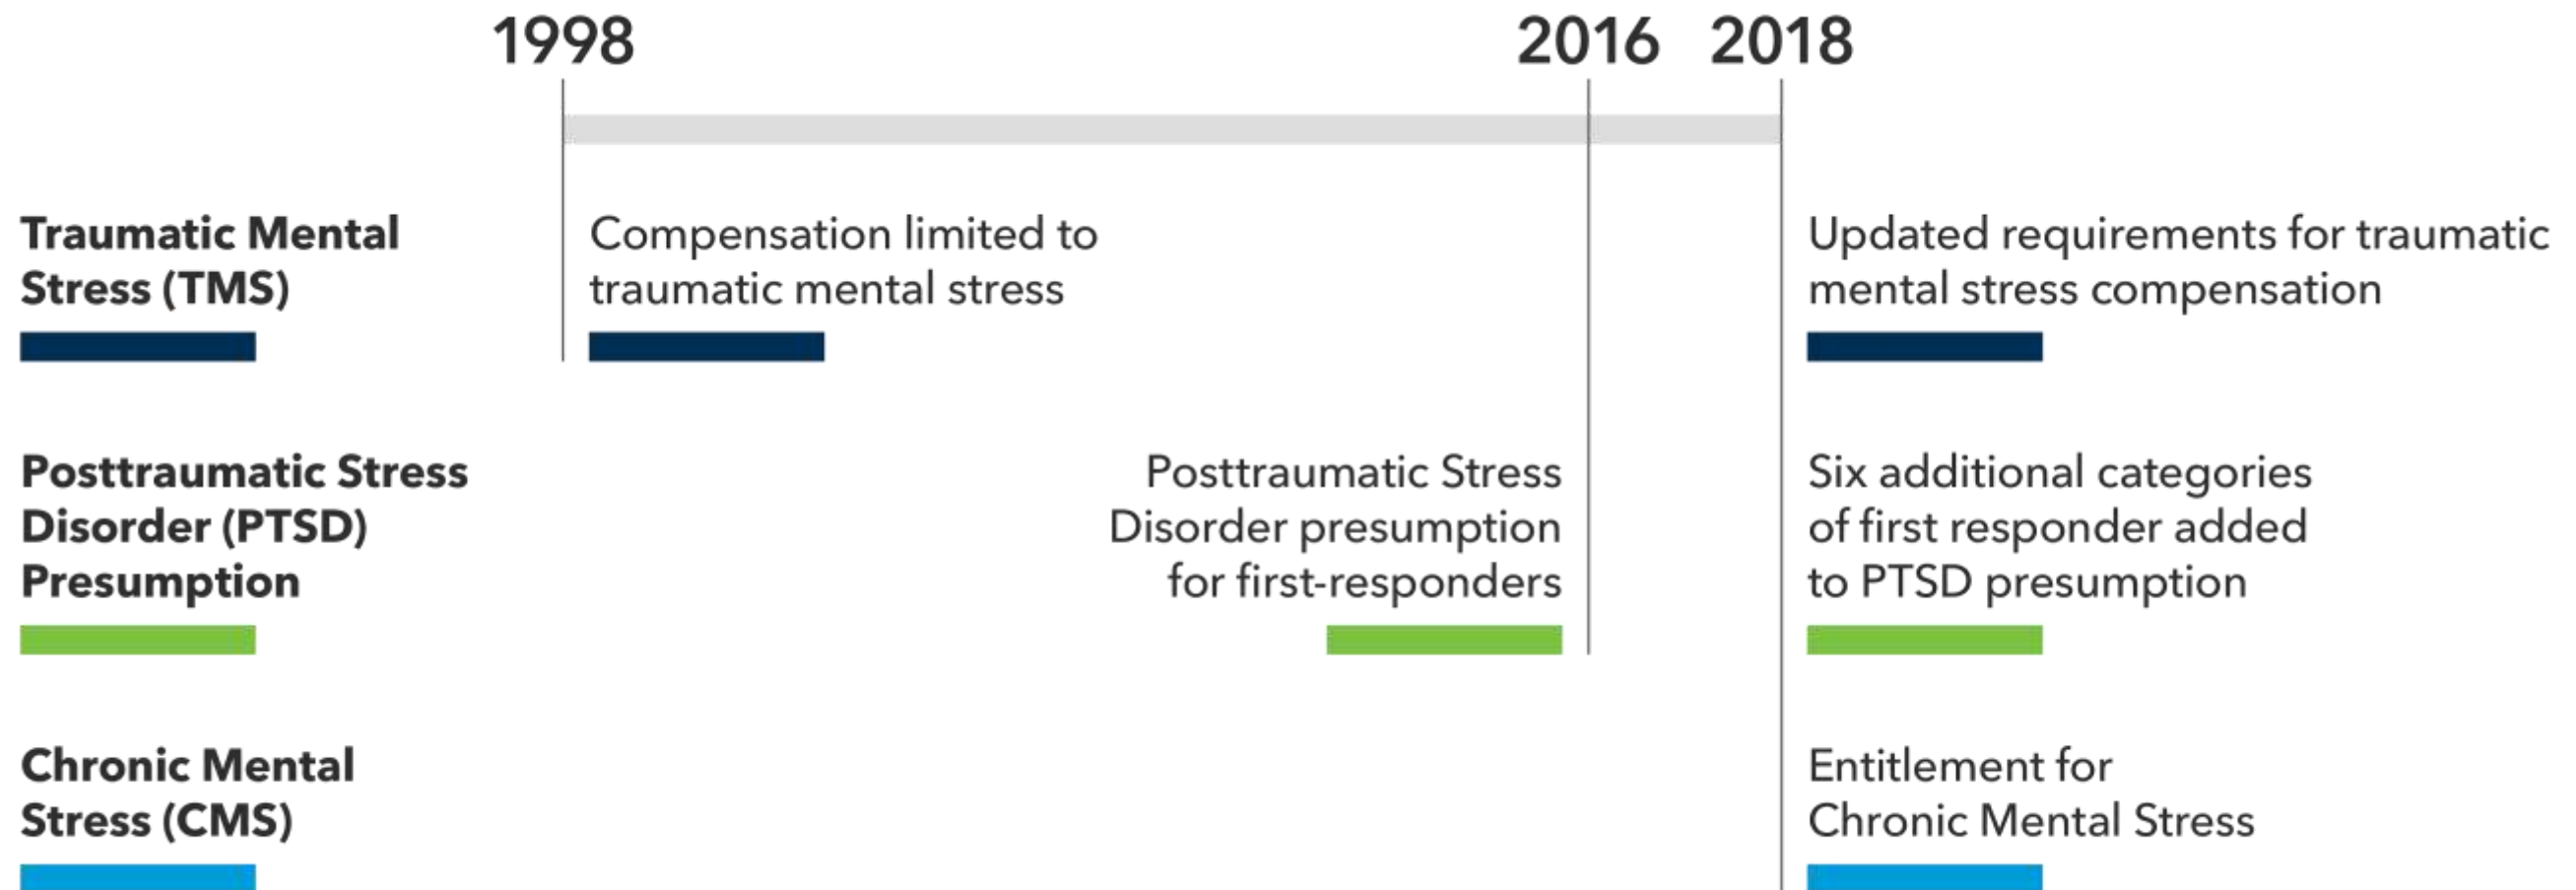 1998
2016
2018
Traumatic Mental
Stress (TMS)
Compensation limited to
traumatic mental stress
Updated requirements for traumatic
mental stress compensation
Posttraumatic Stress
Disorder (PTSD)
Presumption
Posttraumatic Stress
Disorder presumption
for first-responders
Six additional categories
of first responder added
to PTSD presumption
Chronic Mental
Stress (CMS)
Entitlement for
Chronic Mental Stress